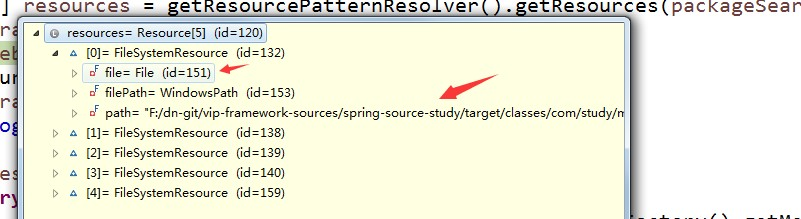 ] resources = getResourcePatternResolver().getResources(packageSear
resources= Resource[5] (id=120)
[0]= FileSystemResource (id=132)
file= File (id=151)
filePath= WindowsPath (id=153)
path= "F:/dn-git/vip-framework-sources/spring-source-study/target/classes/com/study/m
[1]= FileSystemResource (id=138)
[2]= FileSystemResource (id=139)
[3]= FileSystemResource (id=140)
[4]= FileSystemResource (id=159)